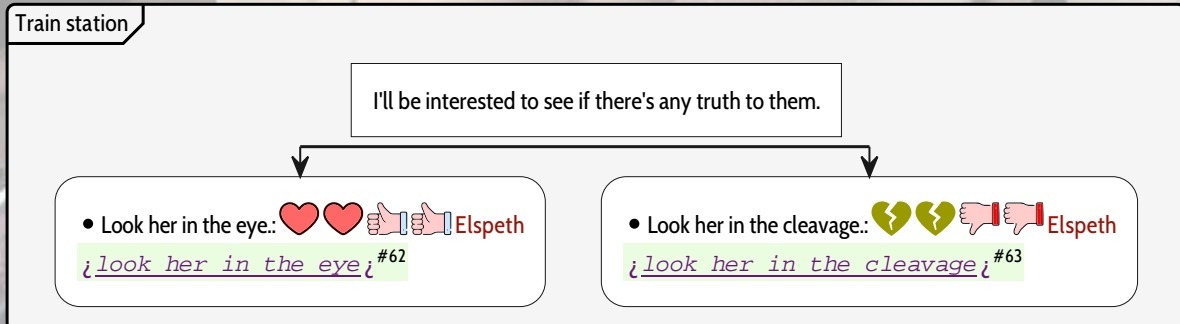 Train station
I'll be interested to see if there's any truth to them.
• Look her in the eye.: Elspeth
¿look her in the eye¿#62
• Look her in the cleavage.: Elspeth
¿look her in the cleavage¿#63